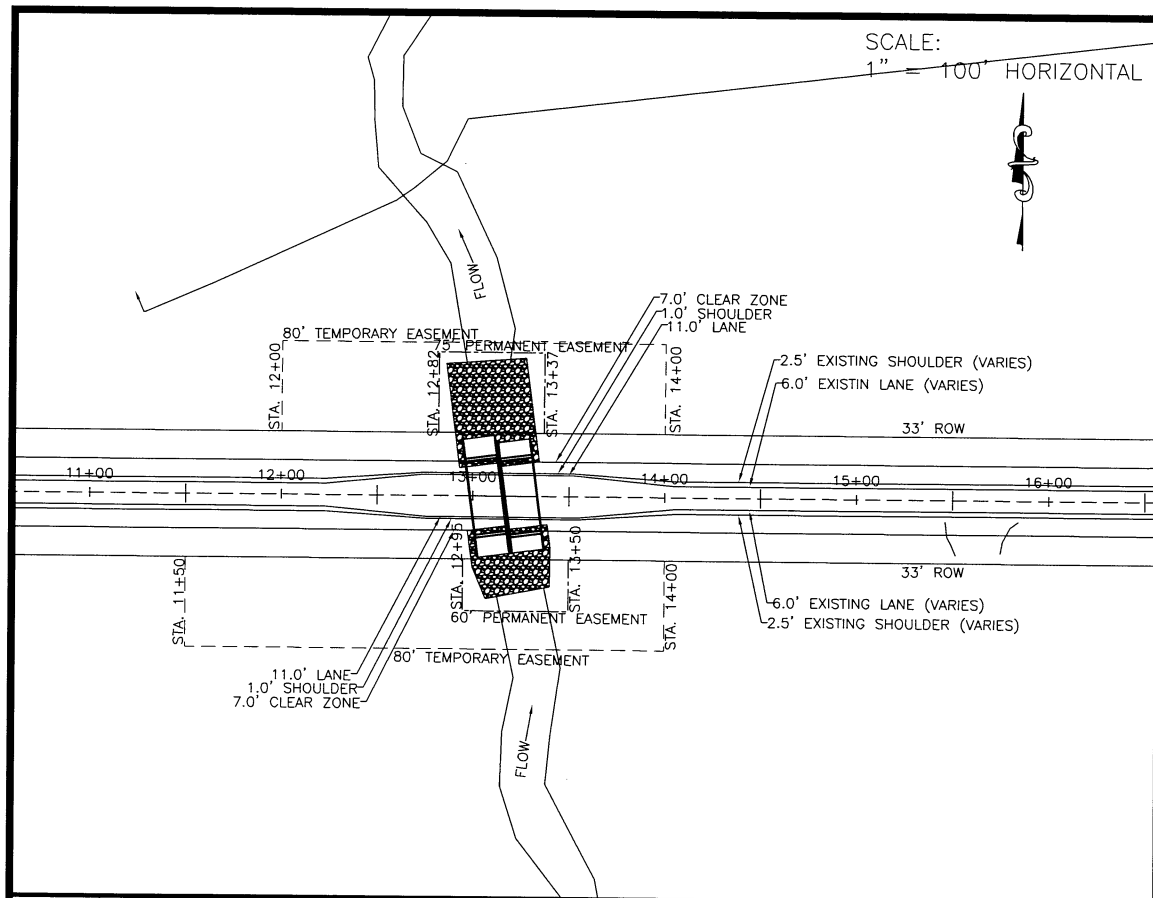 SCALE:
1" = 100' HORIZONTAL
FLOW
7.0' CLEAR ZONE
1.0' SHOULDER
11.0' LANE
80' TEMPORARY EASEMENT
75' PERMANENT EASEMENT
STA. 12+00
STA. 12+82
STA. 13+37
STA. 14+00
2.5' EXISTING SHOULDER (VARIES)
6.0' EXISTIN LANE (VARIES)
33' ROW
11+00
12+00
13+00
14+00
15+00
16+00
33' ROW
STA. 11+50
STA. 12+95
STA. 13+50
STA. 14+00
6.0' EXISTING LANE (VARIES)
2.5' EXISTING SHOULDER (VARIES)
60' PERMANENT EASEMENT
80' TEMPORARY EASEMENT
11.0' LANE
1.0' SHOULDER
7.0' CLEAR ZONE
FLOW